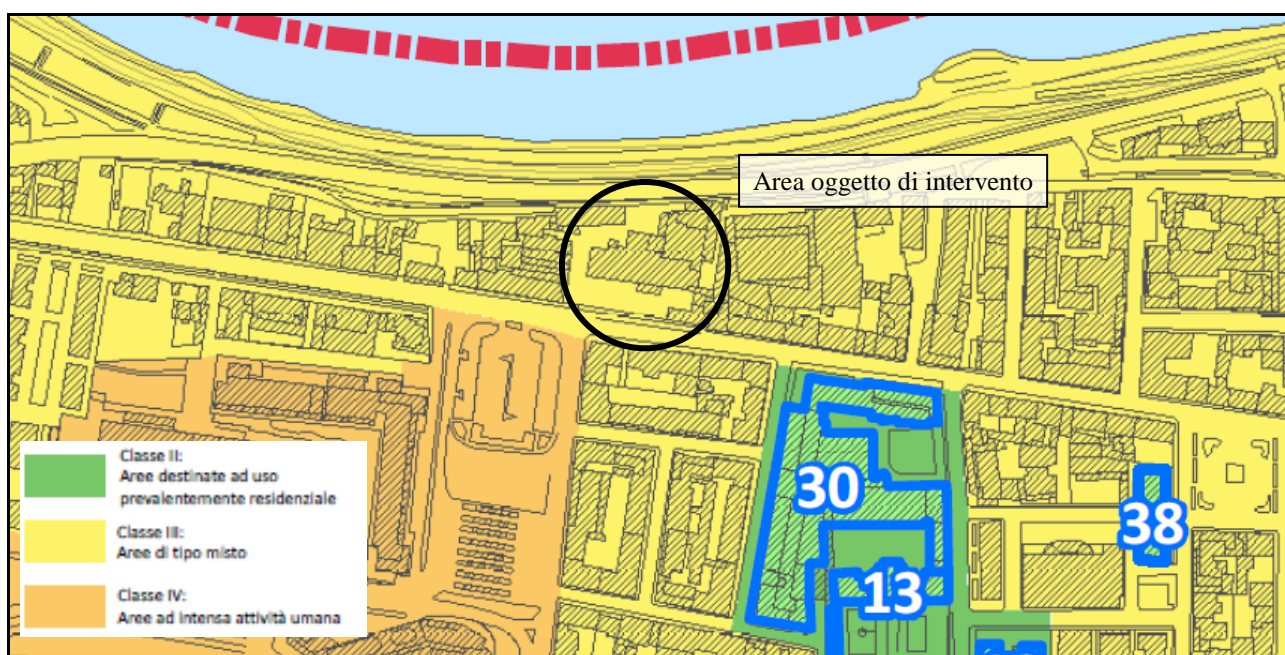 Area oggetto di intervento
Classe II:
Aree destinate ad uso
prevalentemente residenziale
Classe III:
Aree di tipo misto
Classe IV:
Aree ad intensa attività umana
30
38
13